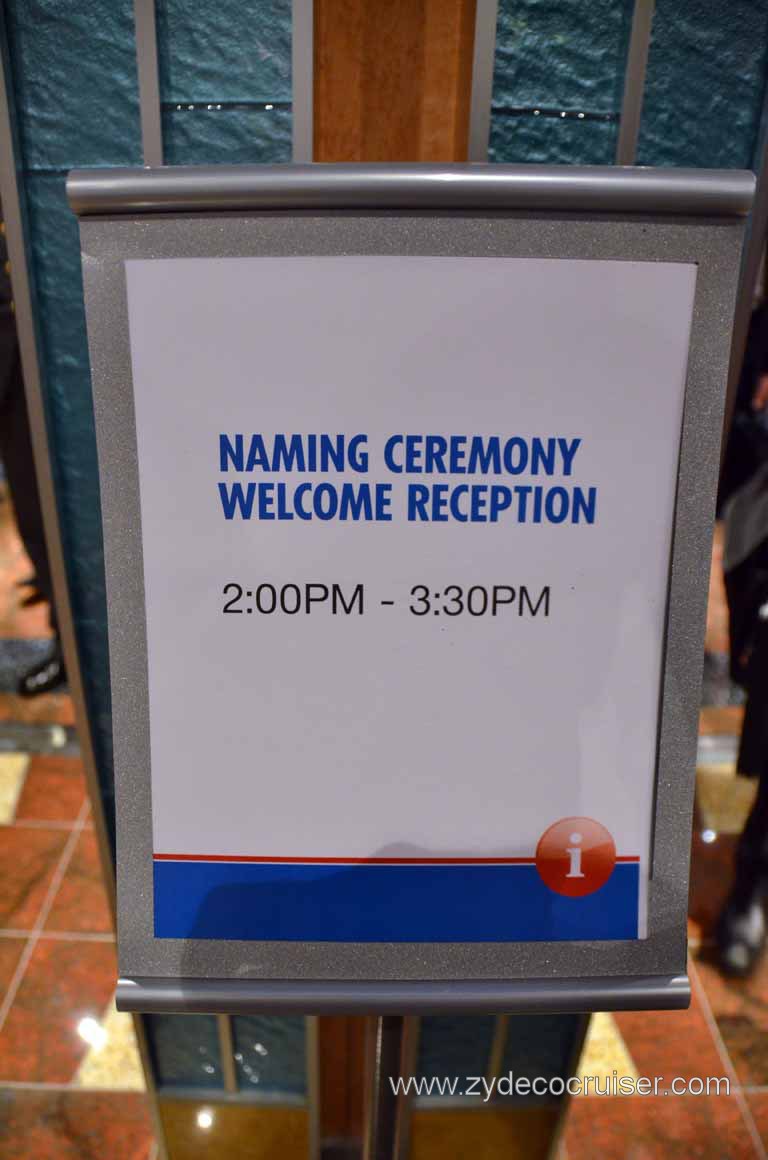 NAMING CEREMONY
WELCOME RECEPTION
2:00PM - 3:30PM
i
www.zydecocruiser.com